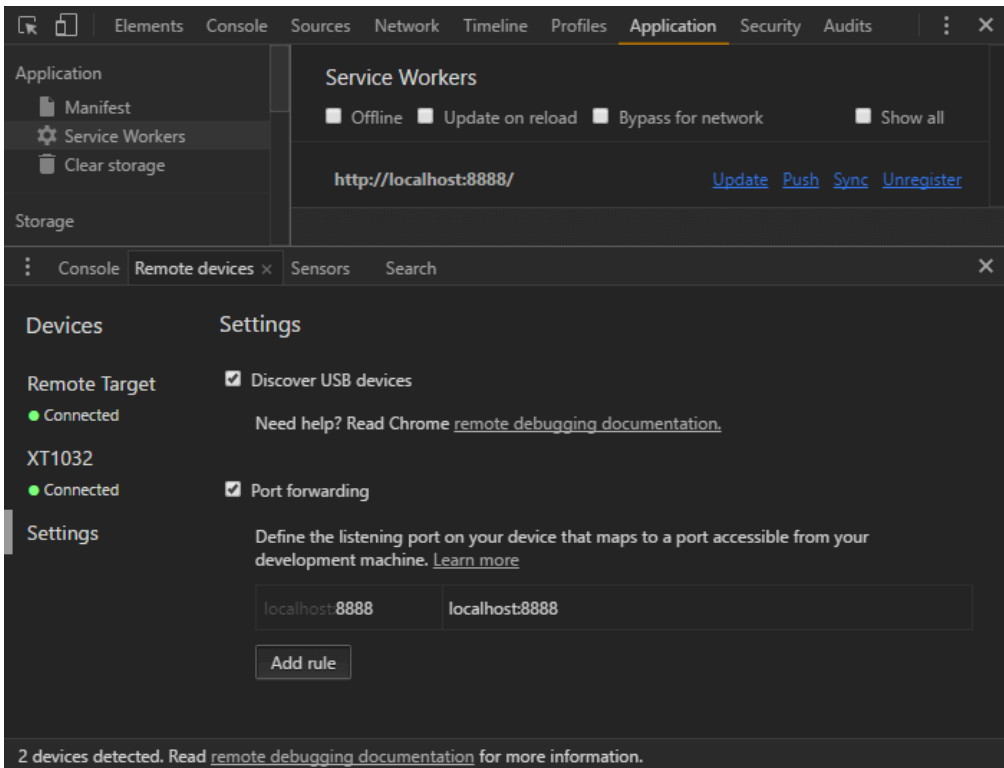 Elements Console Sources Network Timeline Profiles Application Security Audits
Application
Manifest
Service Workers
Clear storage
Storage
Service Workers
Offline Update on reload Bypass for network Show all
http://localhost:8888/ Update Push Sync Unregister
Console Remote devices × Sensors Search
Devices
Remote Target
Connected
XT1032
Connected
Settings
Settings
Discover USB devices
Need help? Read Chrome remote debugging documentation.
Port forwarding
Define the listening port on your device that maps to a port accessible from your
development machine. Learn more
localhost:8888 localhost:8888
Add rule
2 devices detected. Read remote debugging documentation for more information.